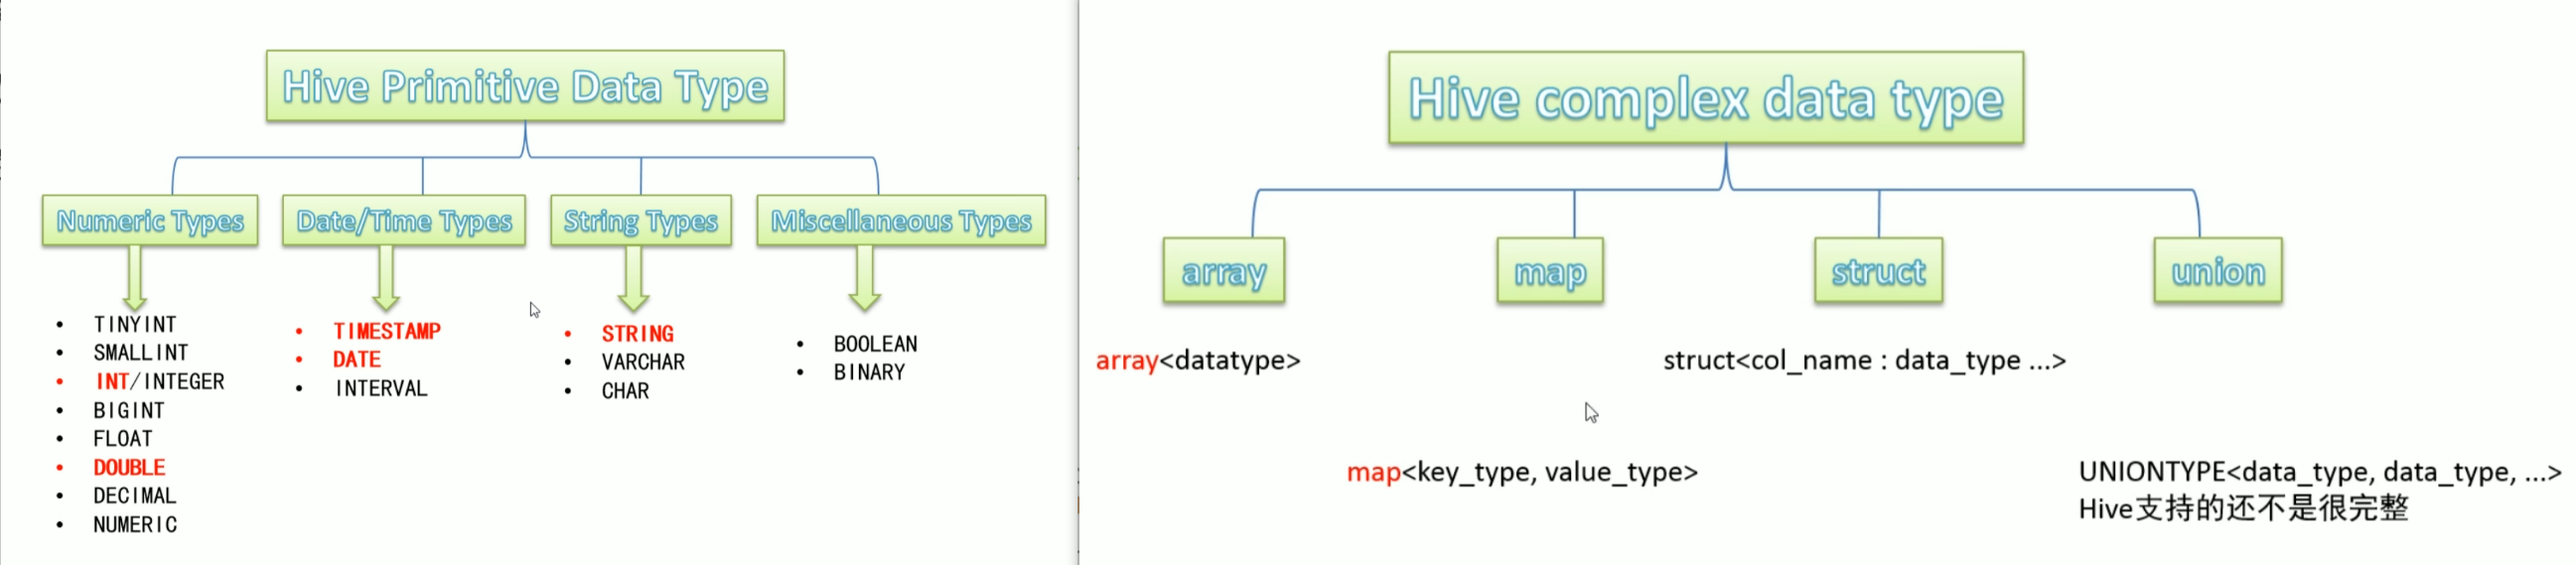 Hive Primitive Data Type
Numeric Types
Date/Time Types
String Types
Miscellaneous Types
• TINYINT
• SMALLINT
• INT/INTEGER
• BIGINT
• FLOAT
• DOUBLE
• DECIMAL
• NUMERIC
• TIMESTAMP
• DATE
• INTERVAL
• STRING
• VARCHAR
• CHAR
• BOOLEAN
• BINARY
Hive complex data type
array
map
struct
union
array<datatype>
struct<col_name : data_type ...>
map<key_type, value_type>
UNIONTYPE<data_type, data_type, ...>
Hive支持的还不是很完整